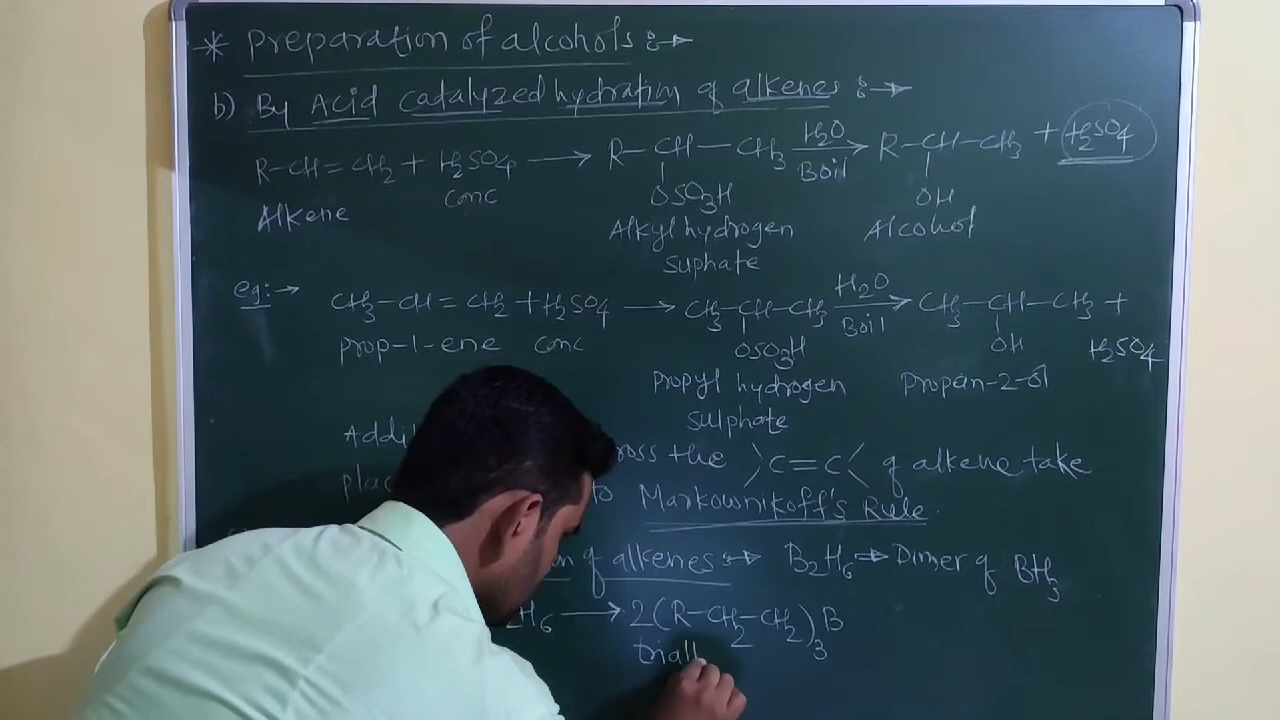 * Preparation of alcohols :→
b) By Acid catalyzed hydration of alkenes :→
R-CH=CH2 + H2SO4 → R-CH-CH3 H2O Boil → R-CH-CH3 + H2SO4
conc OSO3H OH
Alkene Alkyl hydrogen Alcohol
suphate
eg:→ CH3-CH=CH2 + H2SO4 → CH3-CH-CH3 H2O Boil → CH3-CH-CH3 +
prop-1-ene conc OSO3H OH H2SO4
Propyl hydrogen Propan-2-ol
sulphate
the >C=C< of alkene take
to Markownikoff's Rule.
of alkenes :→ B2H6 → Dimer of BH3
H6 → 2(R-CH2-CH2)3B